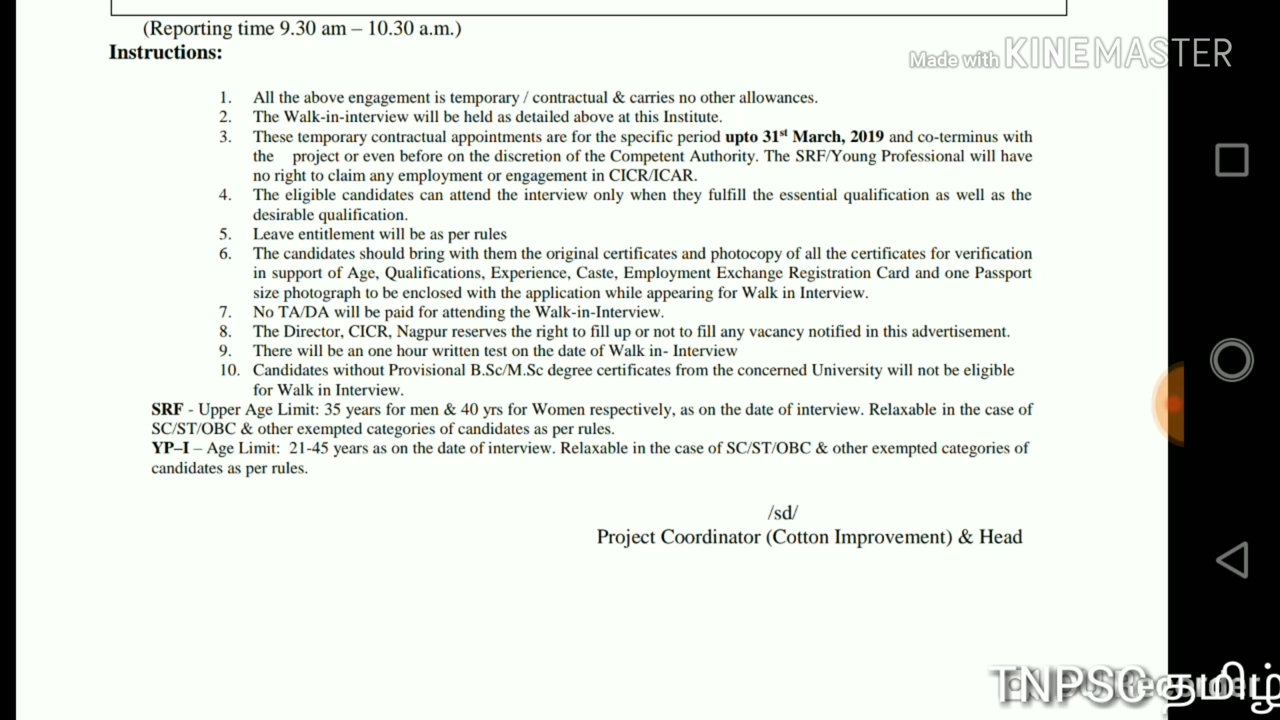 (Reporting time 9.30 am – 10.30 a.m.)
Instructions:
Made with KINEMASTER
1. All the above engagement is temporary / contractual & carries no other allowances.
2. The Walk-in-interview will be held as detailed above at this Institute.
3. These temporary contractual appointments are for the specific period upto 31st March, 2019 and co-terminus with
the project or even before on the discretion of the Competent Authority. The SRF/Young Professional will have
no right to claim any employment or engagement in CICR/ICAR.
4. The eligible candidates can attend the interview only when they fulfill the essential qualification as well as the
desirable qualification.
5. Leave entitlement will be as per rules
6. The candidates should bring with them the original certificates and photocopy of all the certificates for verification
in support of Age, Qualifications, Experience, Caste, Employment Exchange Registration Card and one Passport
size photograph to be enclosed with the application while appearing for Walk in Interview.
7. No TA/DA will be paid for attending the Walk-in-Interview.
8. The Director, CICR, Nagpur reserves the right to fill up or not to fill any vacancy notified in this advertisement.
9. There will be an one hour written test on the date of Walk in- Interview
10. Candidates without Provisional B.Sc/M.Sc degree certificates from the concerned University will not be eligible
for Walk in Interview.
SRF - Upper Age Limit: 35 years for men & 40 yrs for Women respectively, as on the date of interview. Relaxable in the case of
SC/ST/OBC & other exempted categories of candidates as per rules.
YP–I – Age Limit: 21-45 years as on the date of interview. Relaxable in the case of SC/ST/OBC & other exempted categories of
candidates as per rules.
/sd/
Project Coordinator (Cotton Improvement) & Head
TNPSC தமிழ்